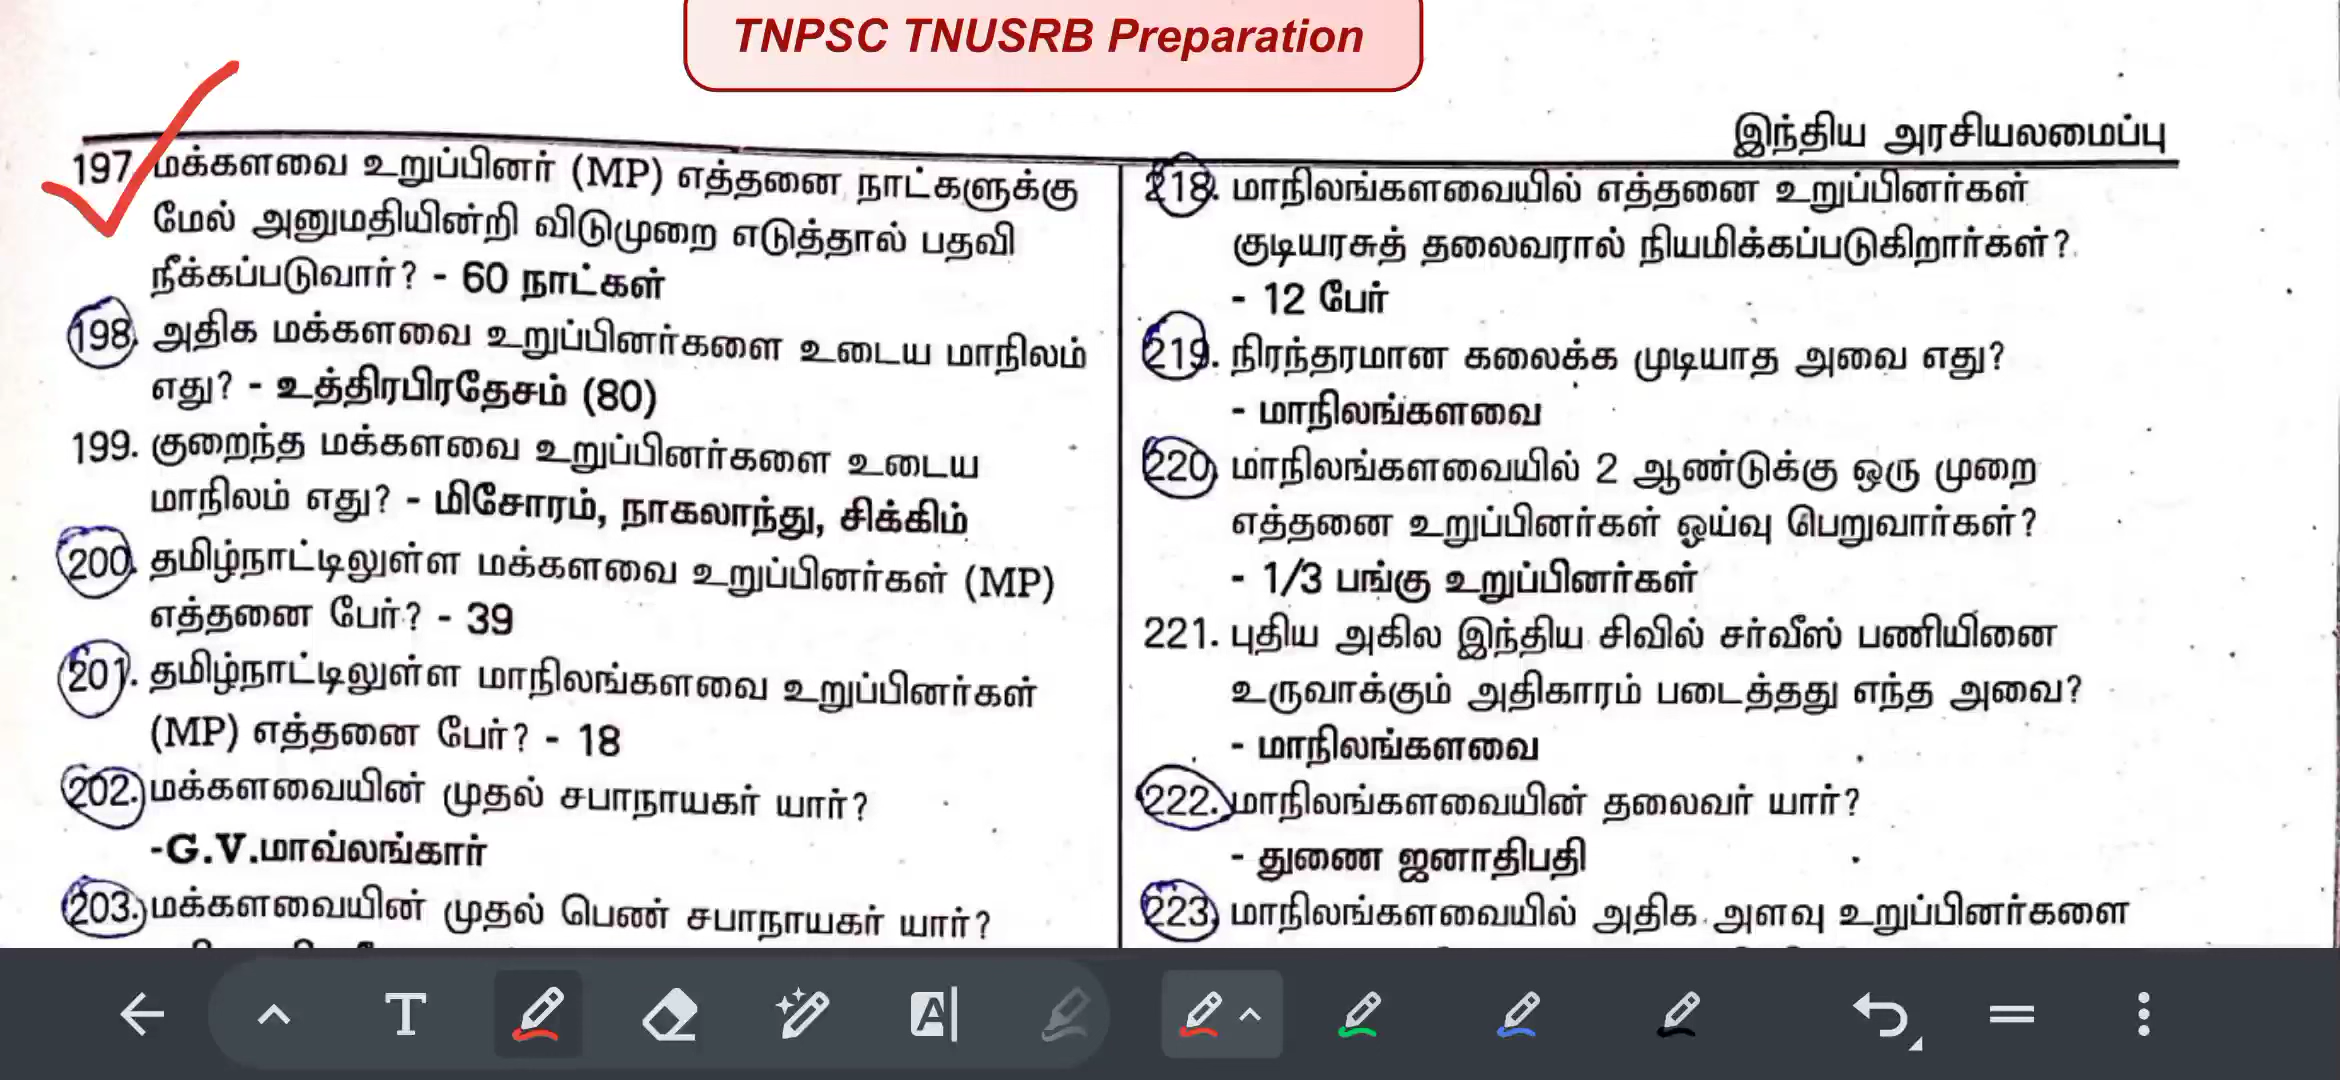 TNPSC TNUSRB Preparation
இந்திய அரசியலமைப்பு
197. மக்களவை உறுப்பினர் (MP) எத்தனை நாட்களுக்கு
மேல் அனுமதியின்றி விடுமுறை எடுத்தால் பதவி
நீக்கப்படுவார்? - 60 நாட்கள்
198. அதிக மக்களவை உறுப்பினர்களை உடைய மாநிலம்
எது? - உத்திரபிரதேசம் (80)
199. குறைந்த மக்களவை உறுப்பினர்களை உடைய
மாநிலம் எது? - மிசோரம், நாகலாந்து, சிக்கிம்
200. தமிழ்நாட்டிலுள்ள மக்களவை உறுப்பினர்கள் (MP)
எத்தனை பேர்? - 39
201. தமிழ்நாட்டிலுள்ள மாநிலங்களவை உறுப்பினர்கள்
(MP) எத்தனை பேர்? - 18
202. மக்களவையின் முதல் சபாநாயகர் யார்?
-G.V.மாவ்லங்கார்
203. மக்களவையின் முதல் பெண் சபாநாயகர் யார்?
218. மாநிலங்களவையில் எத்தனை உறுப்பினர்கள்
குடியரசுத் தலைவரால் நியமிக்கப்படுகிறார்கள்?
- 12 பேர்
219. நிரந்தரமான கலைக்க முடியாத அவை எது?
- மாநிலங்களவை
220. மாநிலங்களவையில் 2 ஆண்டுக்கு ஒரு முறை
எத்தனை உறுப்பினர்கள் ஓய்வு பெறுவார்கள்?
- 1/3 பங்கு உறுப்பினர்கள்
221. புதிய அகில இந்திய சிவில் சர்வீஸ் பணியினை
உருவாக்கும் அதிகாரம் படைத்தது எந்த அவை?
- மாநிலங்களவை
222. மாநிலங்களவையின் தலைவர் யார்?
- துணை ஜனாதிபதி
223. மாநிலங்களவையில் அதிக அளவு உறுப்பினர்களை